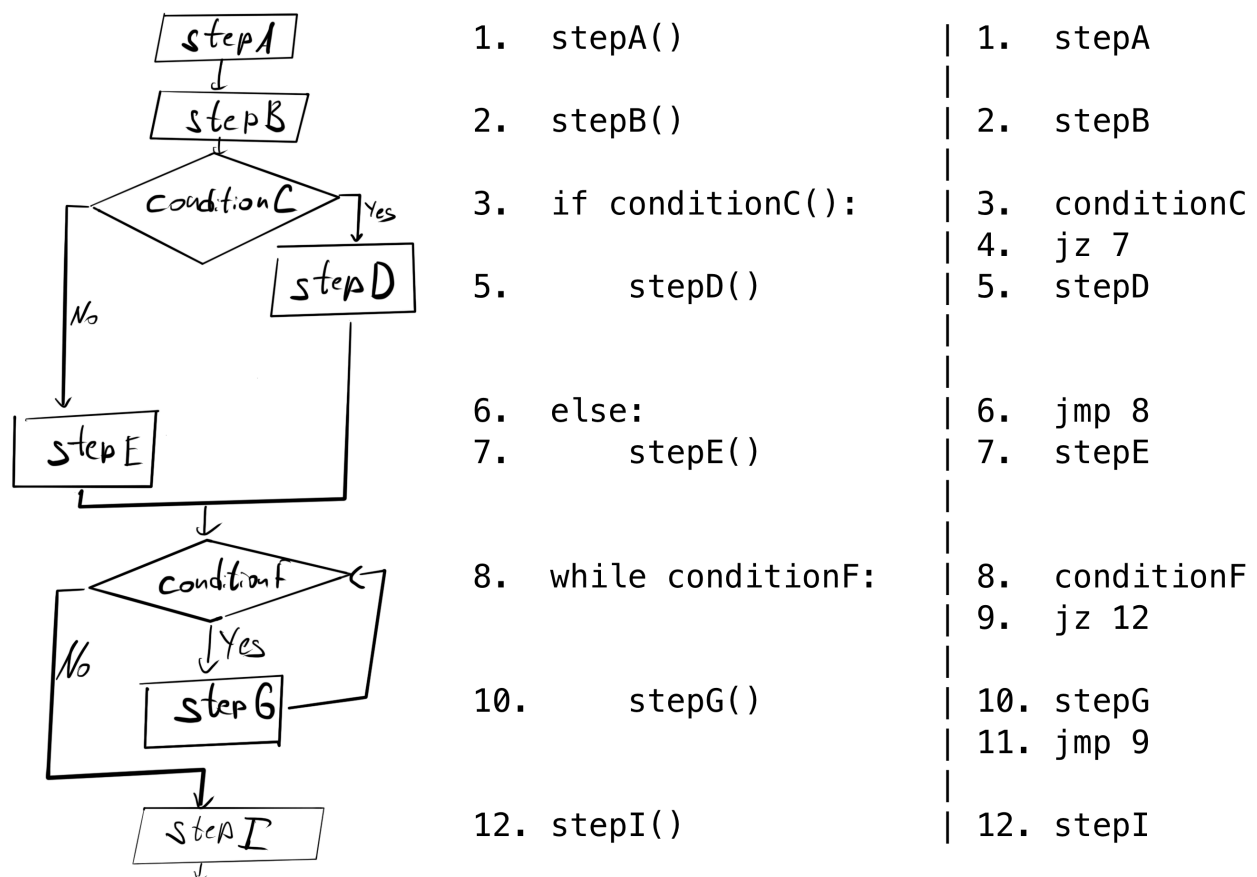 stepA
stepB
conditionC
Yes
stepD
No
stepE
conditionF
Yes
No
stepG
stepI
1. stepA() | 1. stepA
|
2. stepB() | 2. stepB
|
3. if conditionC(): | 3. conditionC
| 4. jz 7
5. stepD() | 5. stepD
|
|
6. else: | 6. jmp 8
7. stepE() | 7. stepE
|
|
8. while conditionF: | 8. conditionF
| 9. jz 12
|
10. stepG() | 10. stepG
| 11. jmp 9
|
12. stepI() | 12. stepI